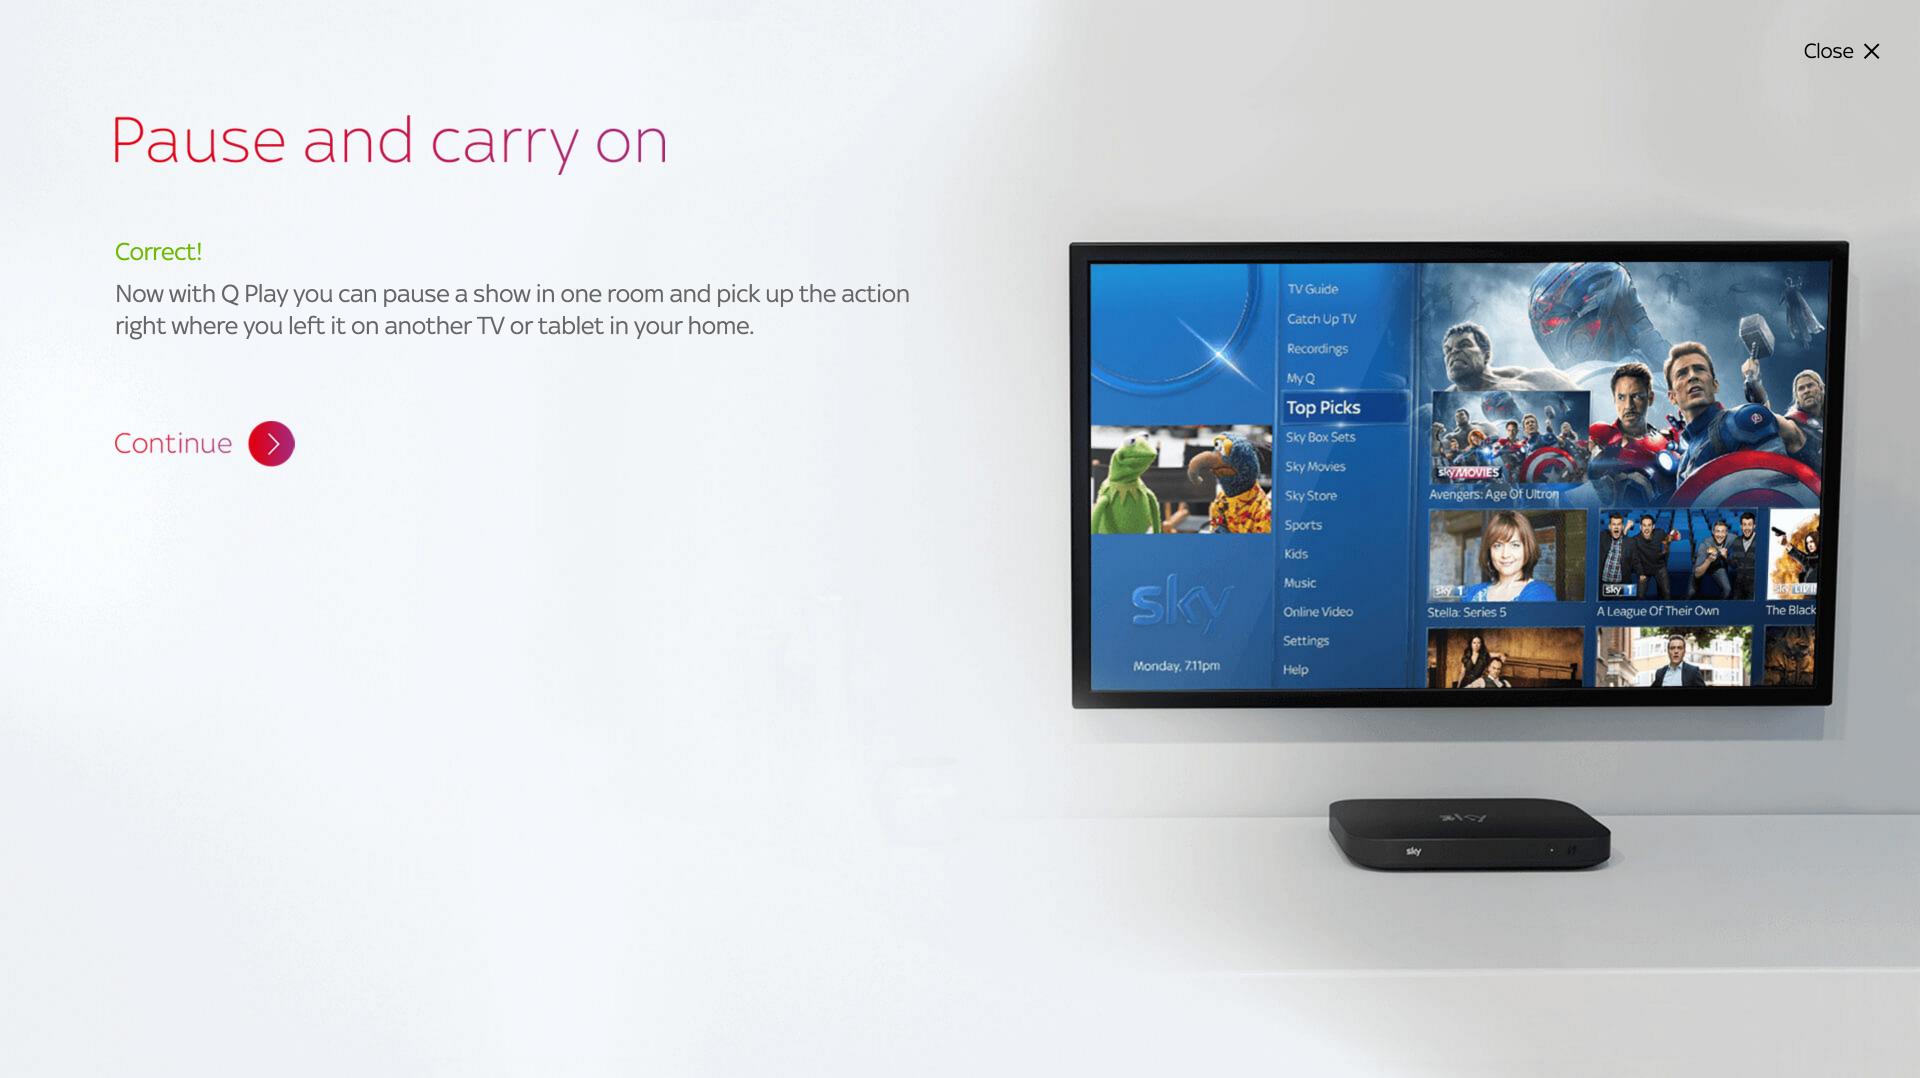 Close
Pause and carry on
Correct!
Now with Q Play you can pause a show in one room and pick up the action
right where you left it on another TV or tablet in your home.
Continue
TV Guide
Catch Up TV
Recordings
My Q
Top Picks
Sky Box Sets
Sky Movies
Sky Store
Sports
Kids
Music
Online Video
Settings
Help
sky
Monday, 7.11pm
sky MOVIES
Avengers: Age Of Ultron
sky 1
Stella: Series 5
sky 1
A League Of Their Own
sky LIVIN
The Black
sky
sky